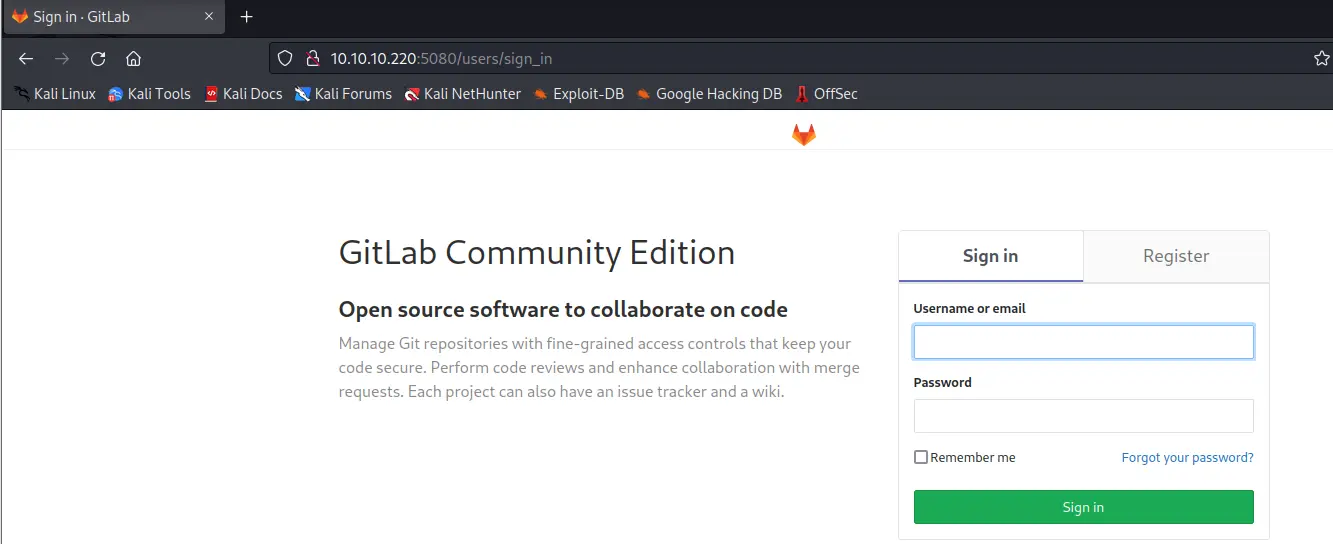 Sign in · GitLab
10.10.10.220:5080/users/sign_in
Kali Linux Kali Tools Kali Docs Kali Forums Kali NetHunter Exploit-DB Google Hacking DB OffSec
GitLab Community Edition
Open source software to collaborate on code
Manage Git repositories with fine-grained access controls that keep your
code secure. Perform code reviews and enhance collaboration with merge
requests. Each project can also have an issue tracker and a wiki.
Sign in Register
Username or email
Password
Remember me Forgot your password?
Sign in